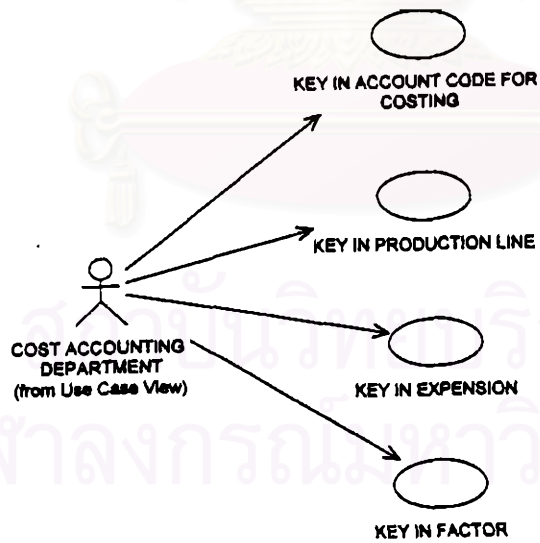 KEY IN ACCOUNT CODE FOR
COSTING
KEY IN PRODUCTION LINE
COST ACCOUNTING
DEPARTMENT
(from Use Case View)
KEY IN EXPENSION
KEY IN FACTOR